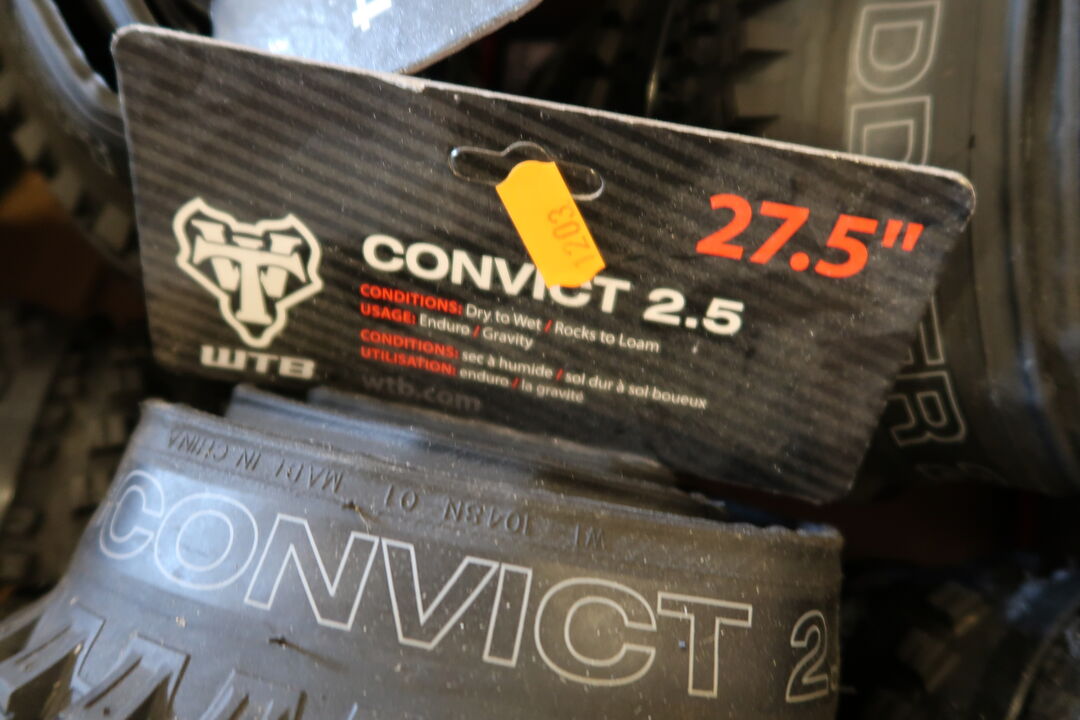 27.5"
1203
CONVICT 2.5
CONDITIONS: Dry to Wet / Rocks to Loam
USAGE: Enduro / Gravity
CONDITIONS: sec à humide / sol dur à sol boueux
UTILISATION: enduro / la gravité
wtb.com
WTB
MADE IN CHINA
01
CONVICT 2.